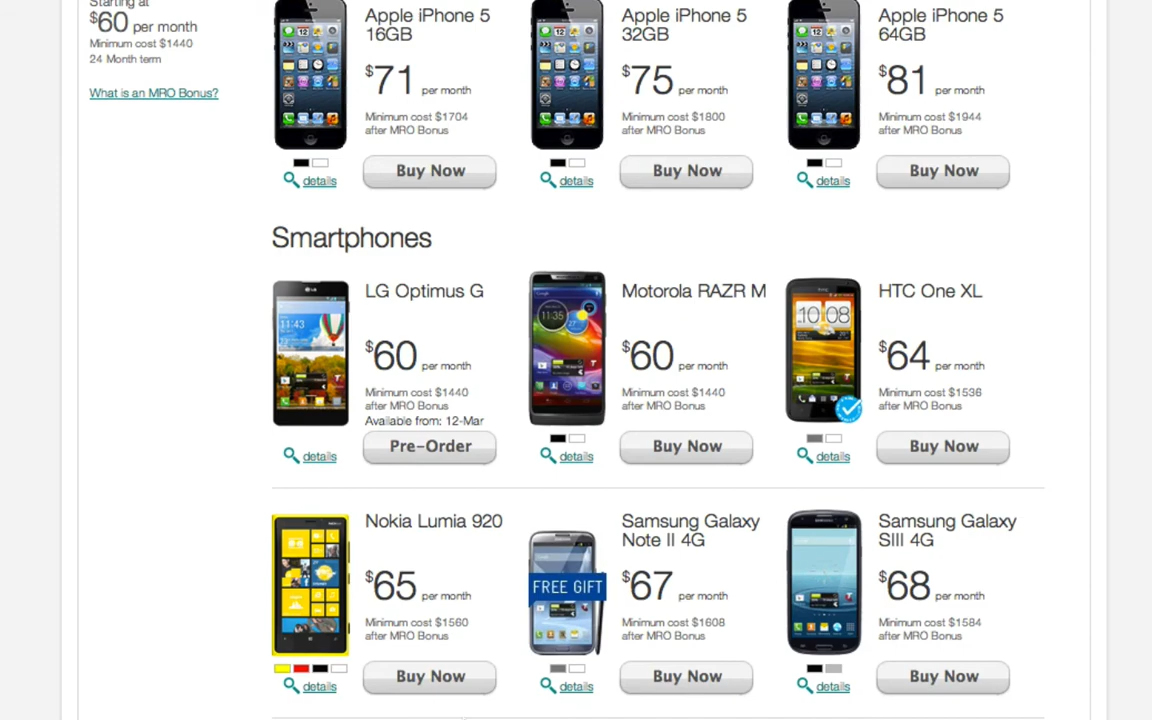 Starting at
$60 per month
Minimum cost $1440
24 Month term
What is an MRO Bonus?
Apple iPhone 5
16GB
$71 per month
Minimum cost $1704
after MRO Bonus
details
Buy Now
Apple iPhone 5
32GB
$75 per month
Minimum cost $1800
after MRO Bonus
details
Buy Now
Apple iPhone 5
64GB
$81 per month
Minimum cost $1944
after MRO Bonus
details
Buy Now
Smartphones
LG Optimus G
11:43
$60 per month
Minimum cost $1440
after MRO Bonus
Available from: 12-Mar
details
Pre-Order
Motorola RAZR M
11:35
$60 per month
Minimum cost $1440
after MRO Bonus
details
Buy Now
HTC One XL
10:08
$64 per month
Minimum cost $1536
after MRO Bonus
details
Buy Now
Nokia Lumia 920
$65 per month
Minimum cost $1560
after MRO Bonus
details
Buy Now
Samsung Galaxy
Note II 4G
FREE GIFT
$67 per month
Minimum cost $1608
after MRO Bonus
details
Buy Now
Samsung Galaxy
SIII 4G
$68 per month
Minimum cost $1584
after MRO Bonus
details
Buy Now